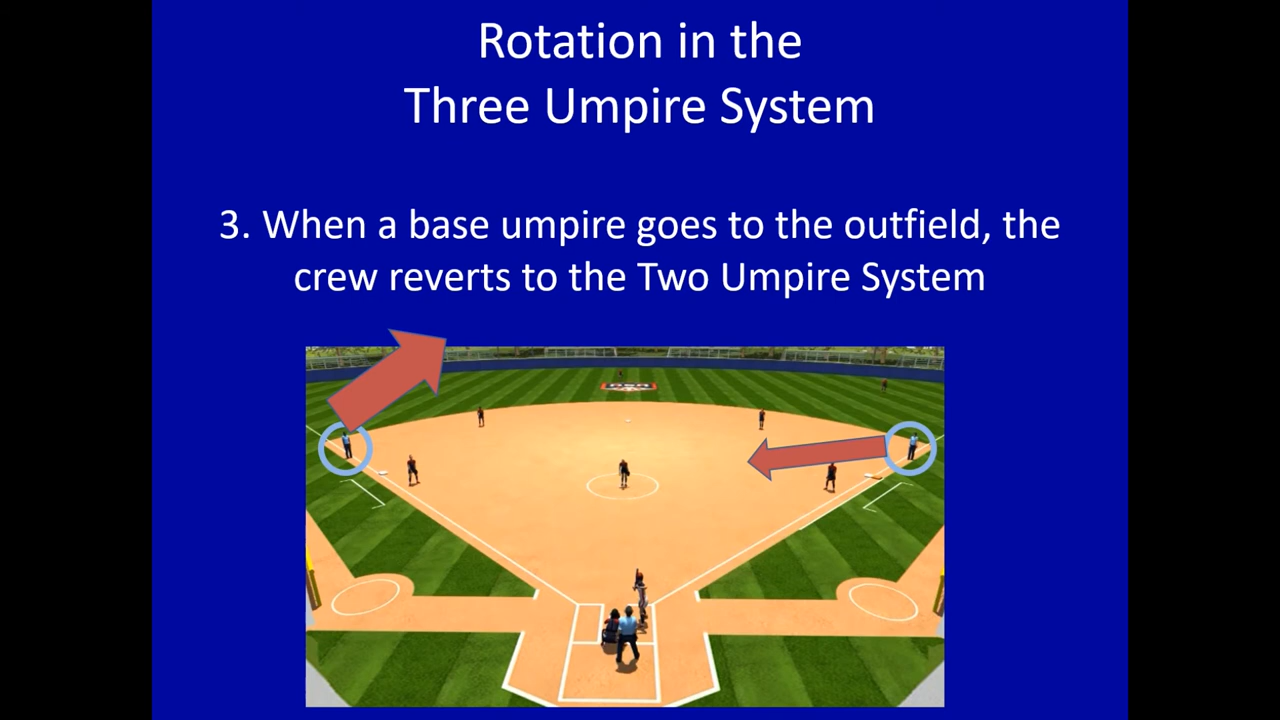 Rotation in the
Three Umpire System
3. When a base umpire goes to the outfield, the
crew reverts to the Two Umpire System